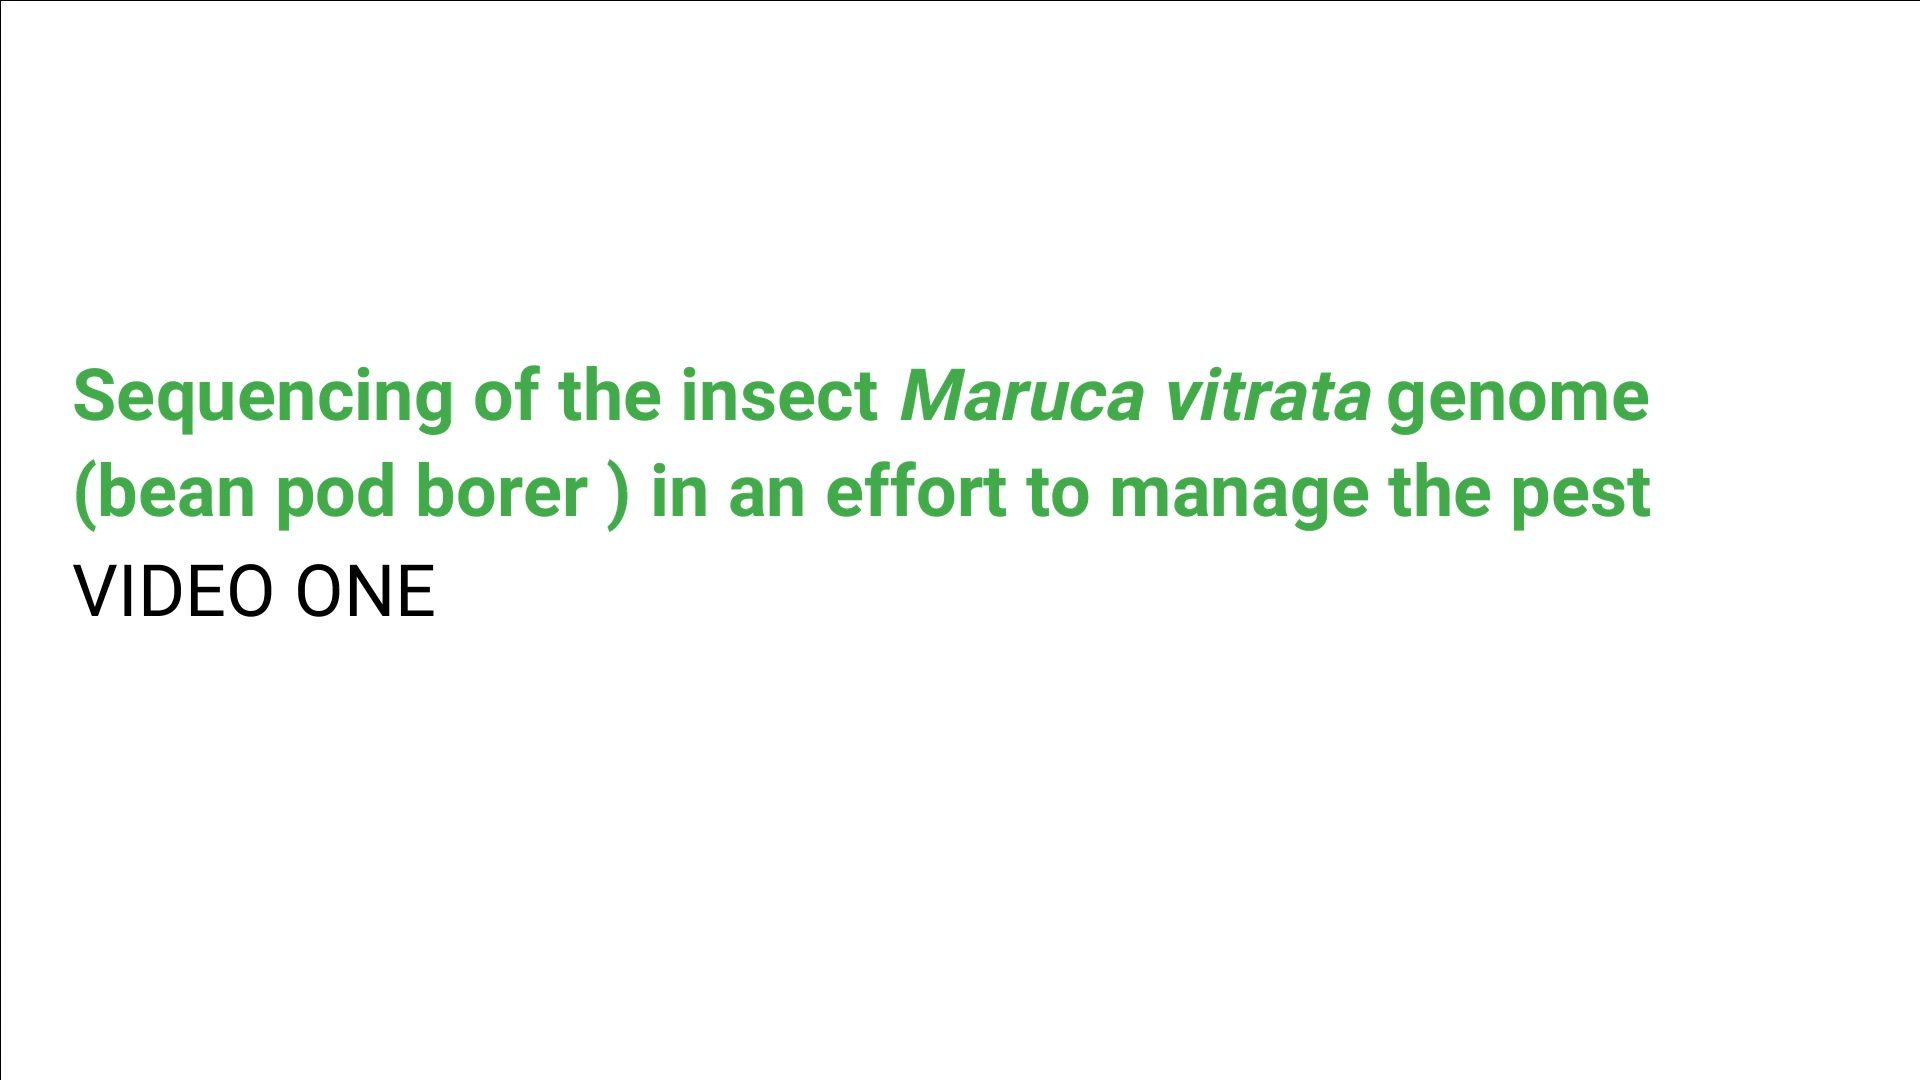 Sequencing of the insect Maruca vitrata genome
(bean pod borer ) in an effort to manage the pest
VIDEO ONE